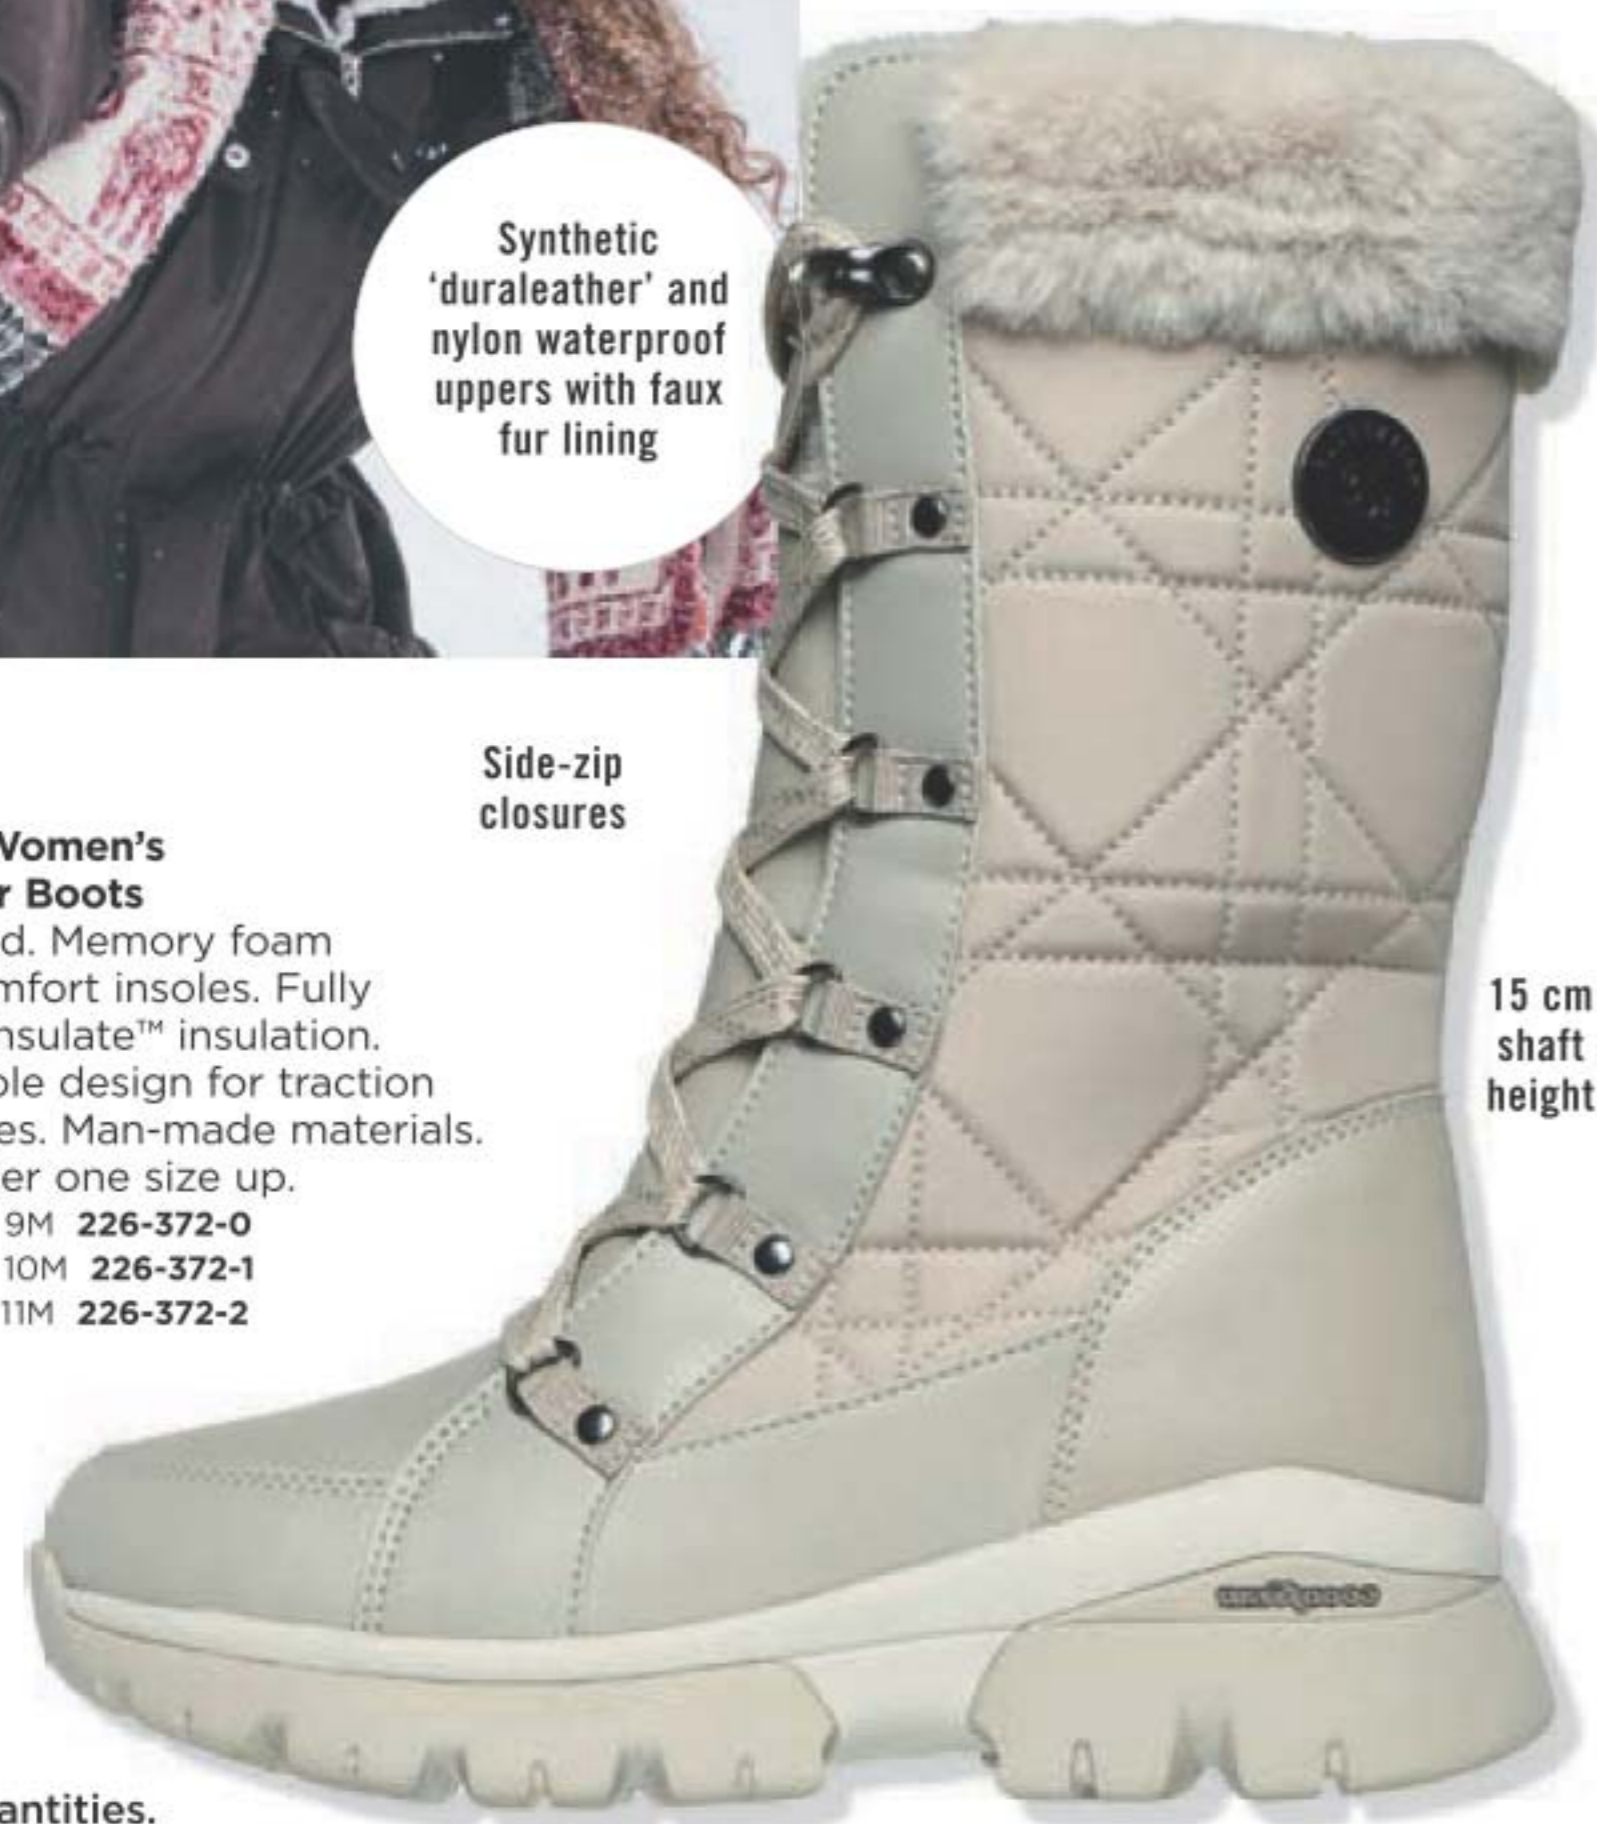 Synthetic
‘duraleather’ and
nylon waterproof
uppers with faux
fur lining
Side-zip
closures
Women’s
r Boots
d. Memory foam
mfort insoles. Fully
nsulate™ insulation.
ole design for traction
es. Man-made materials.
er one size up.
9M 226-372-0
10M 226-372-1
11M 226-372-2
15 cm
shaft
height
antities.